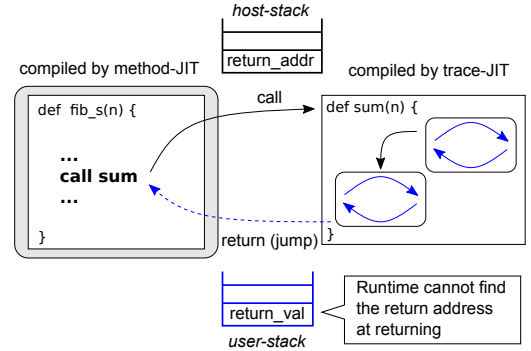 host-stack
return_addr
compiled by method-JIT
compiled by trace-JIT
call
def fib_s(n) {
...
call sum
...
}
def sum(n) {
}
return (jump)
return_val
user-stack
Runtime cannot find
the return address
at returning